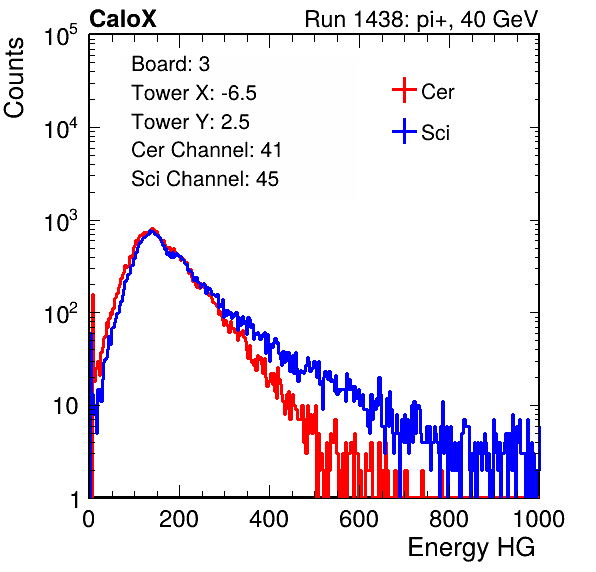 CaloX Run 1438: pi+, 40 GeV
Counts
Board: 3
Tower X: -6.5
Tower Y: 2.5
Cer Channel: 41
Sci Channel: 45
Cer
Sci
10^5
10^4
10^3
10^2
10
1
0 200 400 600 800 1000
Energy HG